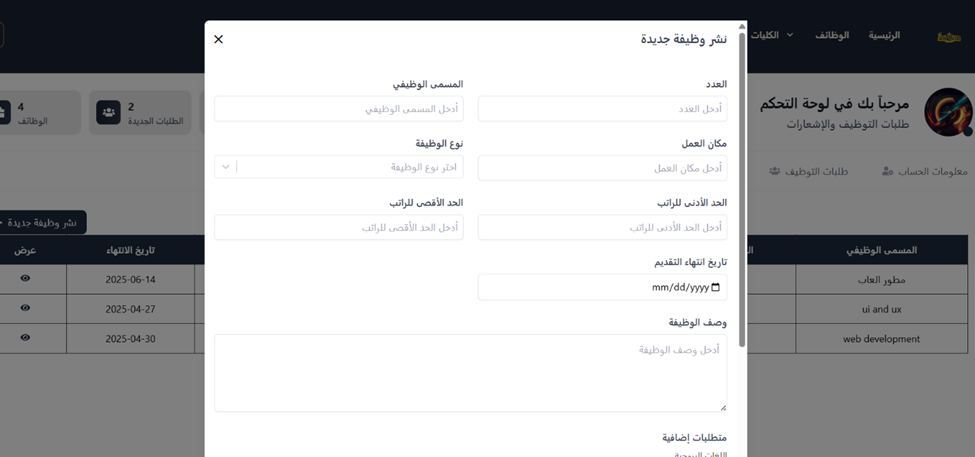 الرئيسية
الوظائف
الكليات
مرحباً بك في لوحة التحكم
طلبات التوظيف والإشعارات
2
الطلبات الجديدة
4
الوظائف
معلومات الحساب
طلبات التوظيف
نشر وظيفة جديدة
المسمى الوظيفي
تاريخ الانتهاء
عرض
مطور العاب
2025-06-14
ui and ux
2025-04-27
web development
2025-04-30
نشر وظيفة جديدة
العدد
المسمى الوظيفي
أدخل العدد
أدخل المسمى الوظيفي
مكان العمل
نوع الوظيفة
أدخل مكان العمل
اختر نوع الوظيفة
الحد الأدنى للراتب
الحد الأقصى للراتب
أدخل الحد الأدنى للراتب
أدخل الحد الأقصى للراتب
تاريخ انتهاء التقديم
mm/dd/yyyy
وصف الوظيفة
أدخل وصف الوظيفة
متطلبات إضافية